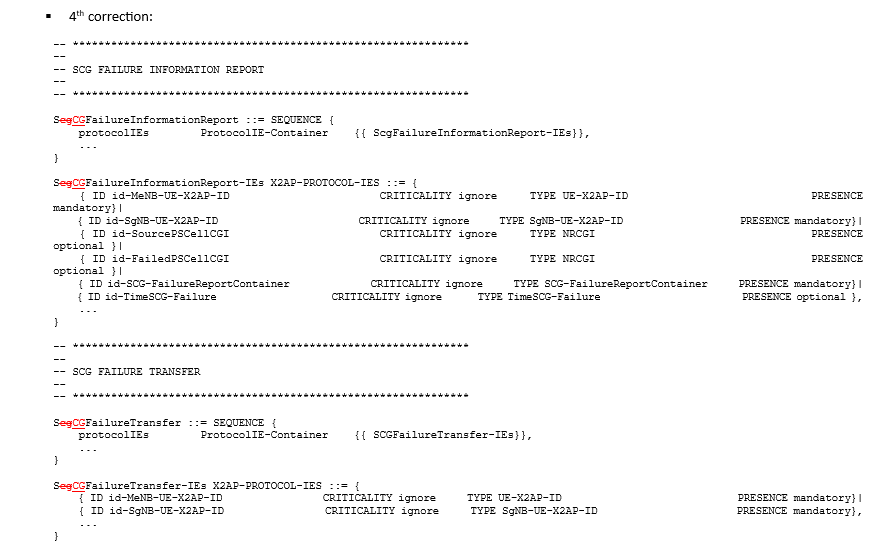 ▪ 4th correction:
-- **************************************************************
--
-- SCG FAILURE INFORMATION REPORT
--
-- **************************************************************
ScgCGFailureInformationReport ::= SEQUENCE {
protocolIEs ProtocolIE-Container {{ ScgFailureInformationReport-IEs}},
...
}
ScgCGFailureInformationReport-IEs X2AP-PROTOCOL-IES ::= {
{ ID id-MeNB-UE-X2AP-ID CRITICALITY ignore TYPE UE-X2AP-ID PRESENCE
mandatory}|
{ ID id-SgNB-UE-X2AP-ID CRITICALITY ignore TYPE SgNB-UE-X2AP-ID PRESENCE mandatory}|
{ ID id-SourcePSCellCGI CRITICALITY ignore TYPE NRCGI PRESENCE
optional }|
{ ID id-FailedPSCellCGI CRITICALITY ignore TYPE NRCGI PRESENCE
optional }|
{ ID id-SCG-FailureReportContainer CRITICALITY ignore TYPE SCG-FailureReportContainer PRESENCE mandatory}|
{ ID id-TimeSCG-Failure CRITICALITY ignore TYPE TimeSCG-Failure PRESENCE optional },
...
}
-- **************************************************************
--
-- SCG FAILURE TRANSFER
--
-- **************************************************************
ScgCGFailureTransfer ::= SEQUENCE {
protocolIEs ProtocolIE-Container {{ SCGFailureTransfer-IEs}},
...
}
ScgCGFailureTransfer-IEs X2AP-PROTOCOL-IES ::= {
{ ID id-MeNB-UE-X2AP-ID CRITICALITY ignore TYPE UE-X2AP-ID PRESENCE mandatory}|
{ ID id-SgNB-UE-X2AP-ID CRITICALITY ignore TYPE SgNB-UE-X2AP-ID PRESENCE mandatory},
...
}